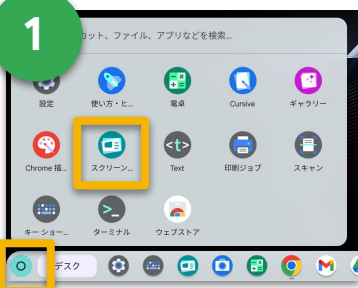 1
カット、ファイル、アプリなどを検索...
設定
使い方・ヒ...
電卓
Cursive
ギャラリー
Chrome 描...
スクリーン...
<t>
Text
印刷ジョブ
スキャン
キー ショー...
>_
ターミナル
ウェブストア
デスク